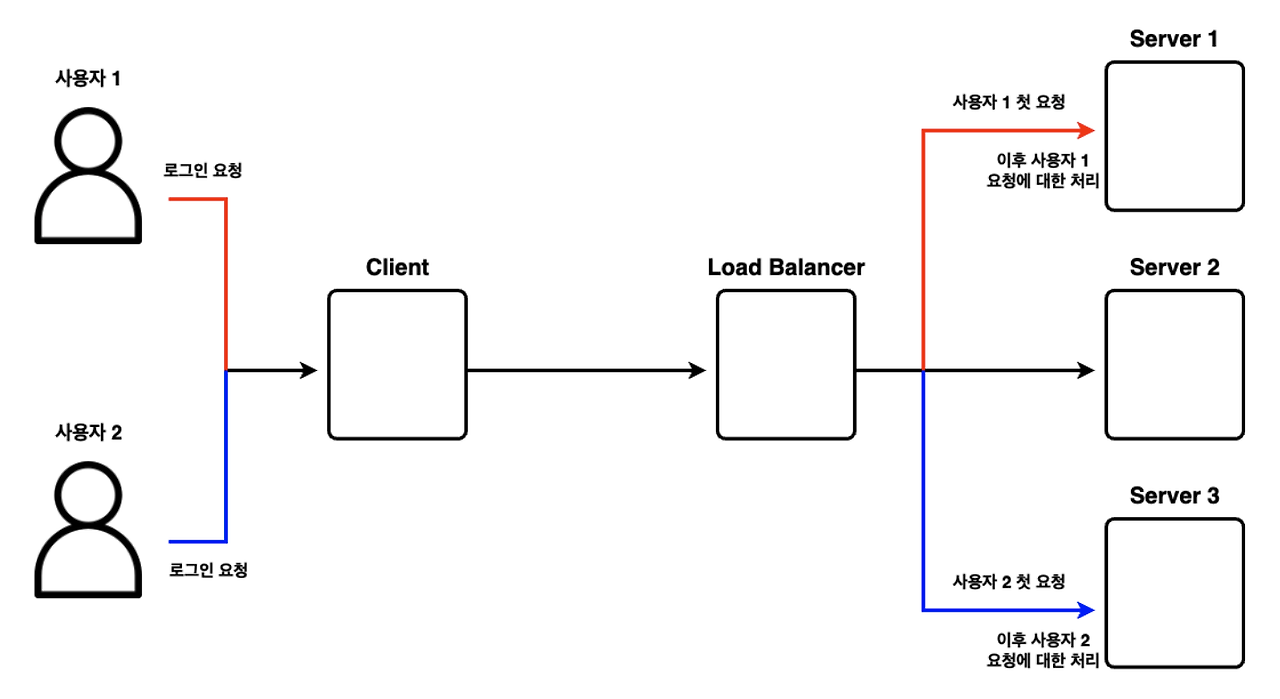 사용자 1
로그인 요청
사용자 2
로그인 요청
Client
Load Balancer
Server 1
사용자 1 첫 요청
이후 사용자 1
요청에 대한 처리
Server 2
Server 3
사용자 2 첫 요청
이후 사용자 2
요청에 대한 처리